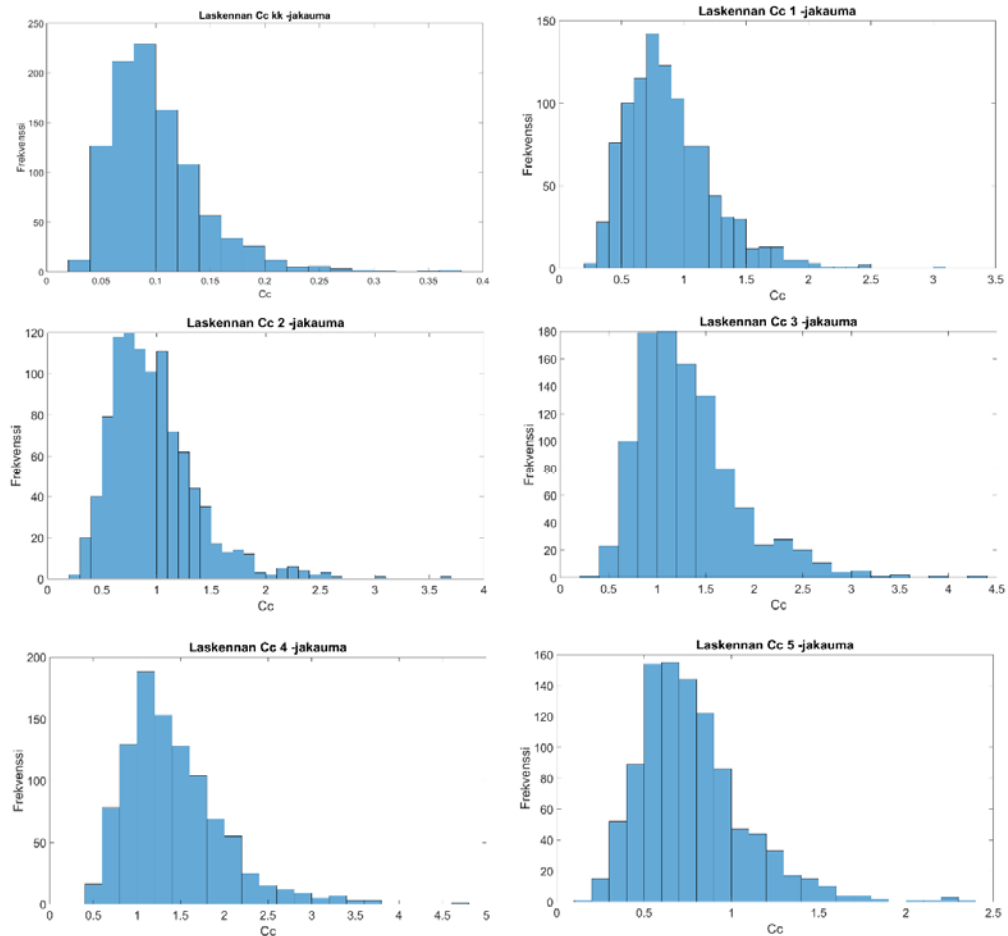 Laskennan Cc kk -jakauma
250
200
150
100
50
0
Frekvenssi
0 0.05 0.1 0.15 0.2 0.25 0.3 0.35 0.4
Cc
Laskennan Cc 1 -jakauma
150
100
50
0
Frekvenssi
0 0.5 1 1.5 2 2.5 3 3.5
Cc
Laskennan Cc 2 -jakauma
120
100
80
60
40
20
0
Frekvenssi
0 0.5 1 1.5 2 2.5 3 3.5 4
Cc
Laskennan Cc 3 -jakauma
180
160
140
120
100
80
60
40
20
0
Frekvenssi
0 0.5 1 1.5 2 2.5 3 3.5 4 4.5
Cc
Laskennan Cc 4 -jakauma
200
150
100
50
0
Frekvenssi
0 0.5 1 1.5 2 2.5 3 3.5 4 4.5 5
Cc
Laskennan Cc 5 -jakauma
160
140
120
100
80
60
40
20
0
Frekvenssi
0 0.5 1 1.5 2 2.5
Cc